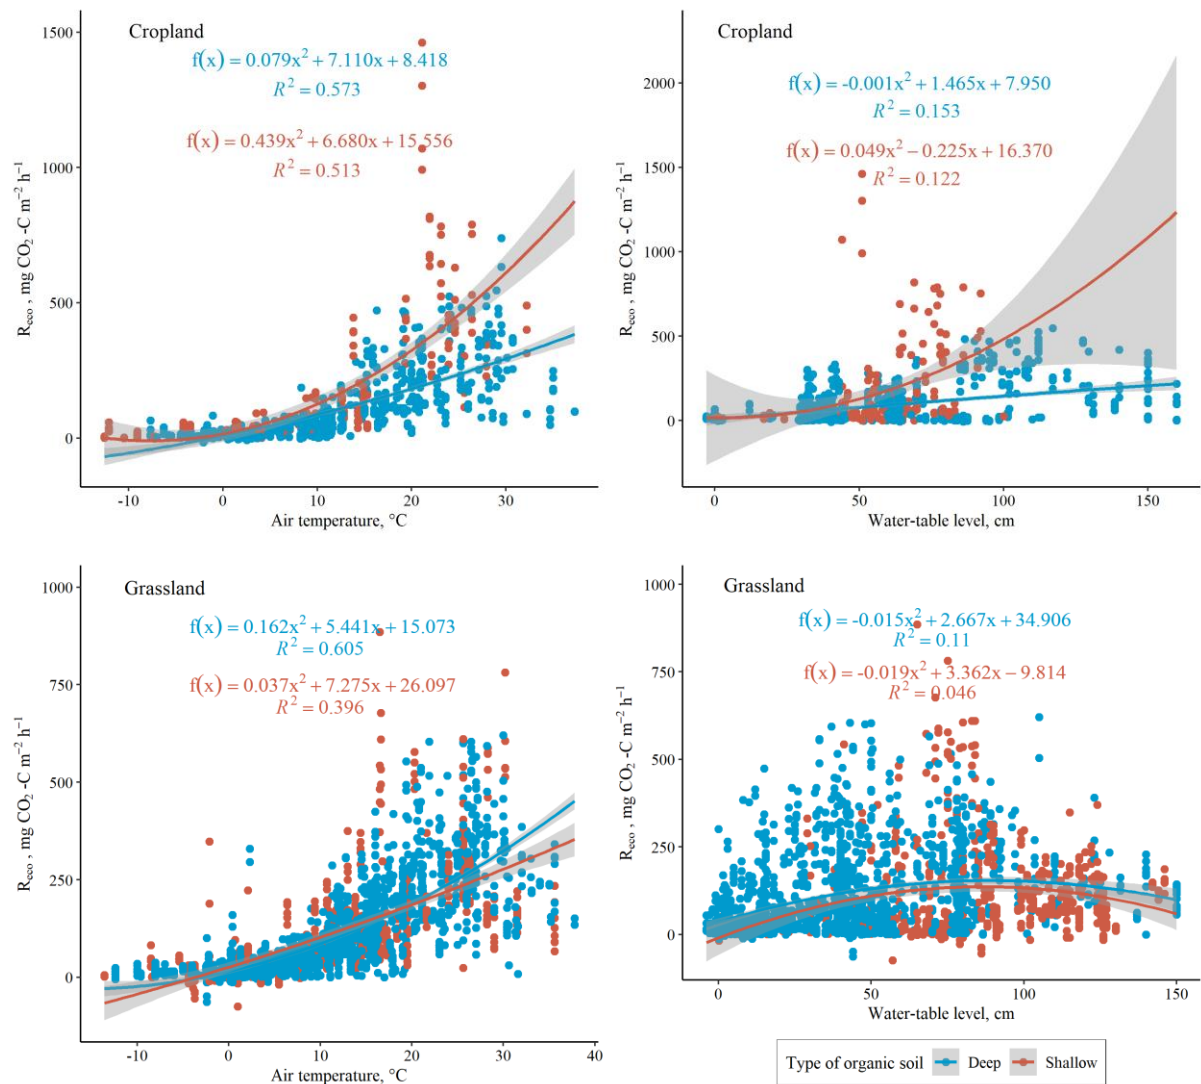 Cropland
f(x) = 0.079x² + 7.110x + 8.418
R² = 0.573
f(x) = 0.439x² + 6.680x + 15.556
R² = 0.513
1500
1000
500
0
R_eco , mg CO₂ -C m⁻² h⁻¹
-10 0 10 20 30
Air temperature, °C
Cropland
f(x) = -0.001x² + 1.465x + 7.950
R² = 0.153
f(x) = 0.049x² − 0.225x + 16.370
R² = 0.122
2000
1500
1000
500
0
R_eco , mg CO₂ -C m⁻² h⁻¹
0 50 100 150
Water-table level, cm
Grassland
f(x) = 0.162x² + 5.441x + 15.073
R² = 0.605
f(x) = 0.037x² + 7.275x + 26.097
R² = 0.396
1000
750
500
250
0
R_eco , mg CO₂ -C m⁻² h⁻¹
-10 0 10 20 30 40
Air temperature, °C
Grassland
f(x) = -0.015x² + 2.667x + 34.906
R² = 0.11
f(x) = -0.019x² + 3.362x − 9.814
R² = 0.046
1000
750
500
250
0
R_eco , mg CO₂ -C m⁻² h⁻¹
0 50 100 150
Water-table level, cm
Type of organic soil Deep Shallow